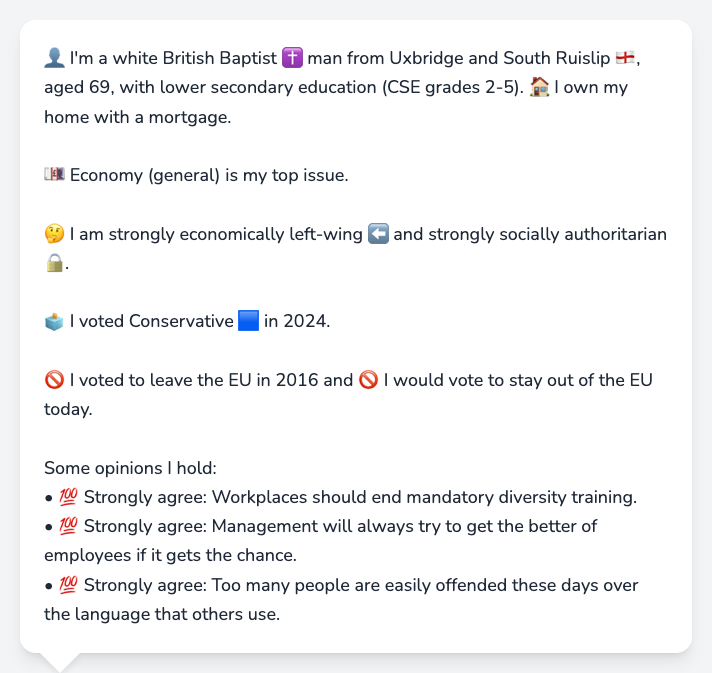 👤 I'm a white British Baptist ✝️ man from Uxbridge and South Ruislip 🏴󠁧󠁢󠁥󠁮󠁧󠁿,
aged 69, with lower secondary education (CSE grades 2-5). 🏠 I own my
home with a mortgage.
💷 Economy (general) is my top issue.
🤔 I am strongly economically left-wing ⬅️ and strongly socially authoritarian
🔒.
🗳️ I voted Conservative 🟦 in 2024.
🚫 I voted to leave the EU in 2016 and 🚫 I would vote to stay out of the EU
today.
Some opinions I hold:
• 💯 Strongly agree: Workplaces should end mandatory diversity training.
• 💯 Strongly agree: Management will always try to get the better of
employees if it gets the chance.
• 💯 Strongly agree: Too many people are easily offended these days over
the language that others use.